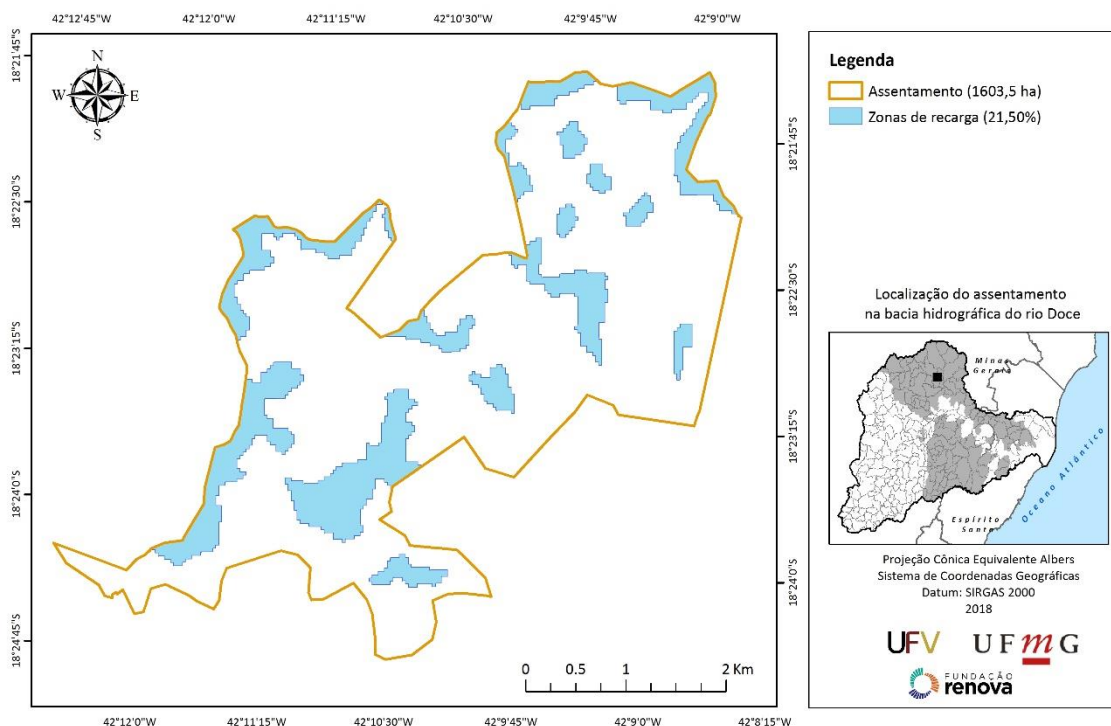 42°12'45"W 42°12'0"W 42°11'15"W 42°10'30"W 42°9'45"W 42°9'0"W
18°21'45"S
18°22'30"S
18°23'15"S
18°24'0"S
18°24'45"S
N
W E
S
18°21'45"S
18°22'30"S
18°23'15"S
18°24'0"S
0 0.5 1 2 Km
42°12'0"W 42°11'15"W 42°10'30"W 42°9'45"W 42°9'0"W 42°8'15"W
Legenda
Assentamento (1603,5 ha)
Zonas de recarga (21,50%)
Localização do assentamento
na bacia hidrográfica do rio Doce
Minas
Gerais
Espírito
Santo
Oceano Atlântico
Projeção Cônica Equivalente Albers
Sistema de Coordenadas Geográficas
Datum: SIRGAS 2000
2018
UFV UFmG
FUNDAÇÃO
renova